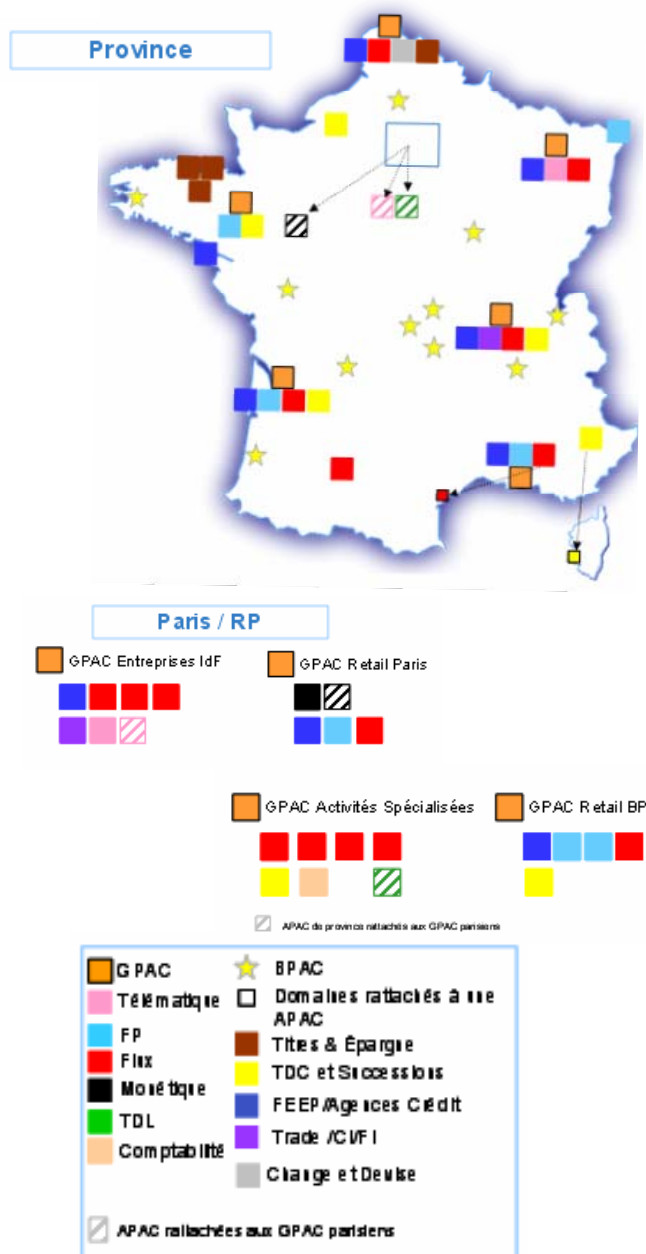 Province
Paris / RP
GPAC Entreprises IdF
GPAC Retail Paris
GPAC Activités Spécialisées
GPAC Retail BP
APAC de province rattachés aux GPAC parisiens
GPAC
BPAC
Télématique
Domaines rattachés à une
APAC
FP
Titres & Épargne
Flux
TDC et Successions
Monétique
FEEP/Agences Crédit
TDL
Trade /CI/FI
Comptabilité
Change et Devise
APAC rattachées aux GPAC parisiens